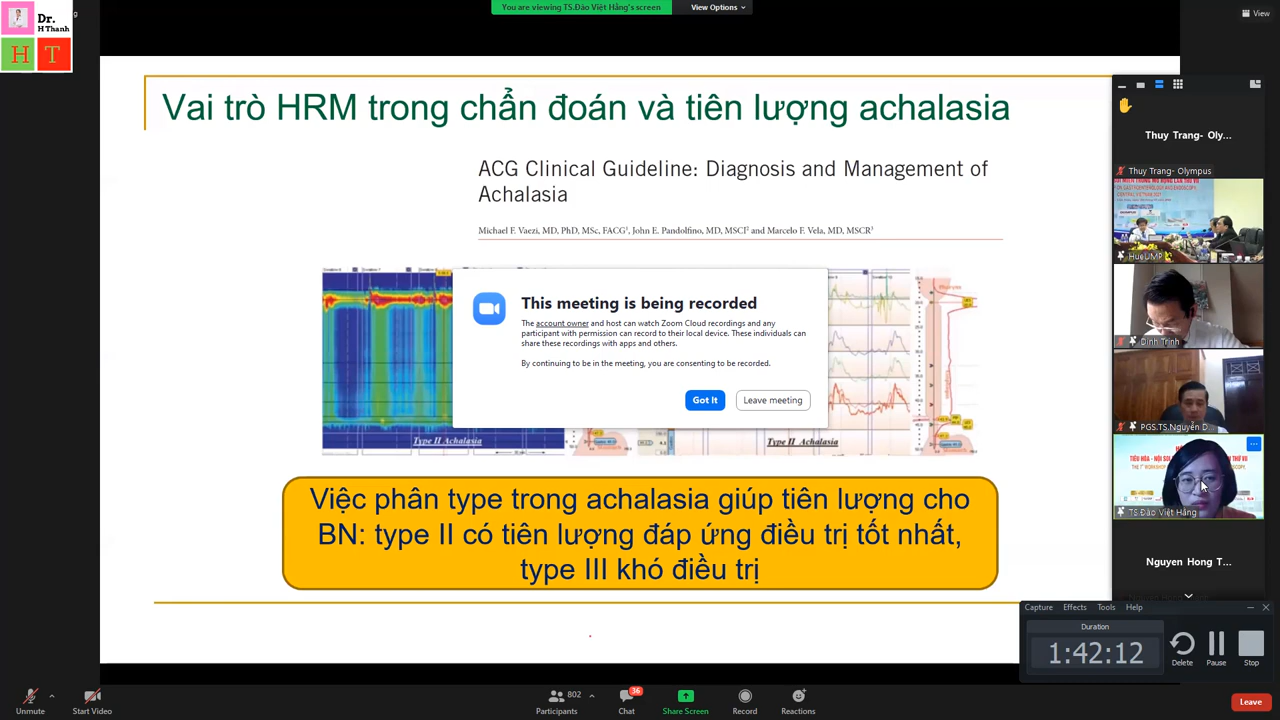 Dr.
H Thanh
H T
You are viewing TS.Đào Việt Hằng's screen
View Options
View
Vai trò HRM trong chẩn đoán và tiên lượng achalasia
ACG Clinical Guideline: Diagnosis and Management of
Achalasia
Michael F. Vaezi, MD, PhD, MSc, FACG¹, John E. Pandolfino, MD, MSCI² and Marcelo F. Vela, MD, MSCR³
This meeting is being recorded
The account owner and host can watch Zoom Cloud recordings and any
participant with permission can record to their local device. These individuals can
share these recordings with apps and others.
By continuing to be in the meeting, you are consenting to be recorded.
Got It
Leave meeting
Type II Achalasia
Type II Achalasia
Việc phân type trong achalasia giúp tiên lượng cho
BN: type II có tiên lượng đáp ứng điều trị tốt nhất,
type III khó điều trị
Thuy Trang- Oly...
Thuy Trang- Olympus
HueUMP
Dinh Trinh
PGS.TS.Nguyễn D...
TS.Đào Việt Hằng
Nguyen Hong T...
Capture Effects Tools Help
Duration
1:42:12
Delete Pause Stop
Unmute
Start Video
802
Participants
36
Chat
Share Screen
Record
Reactions
Leave